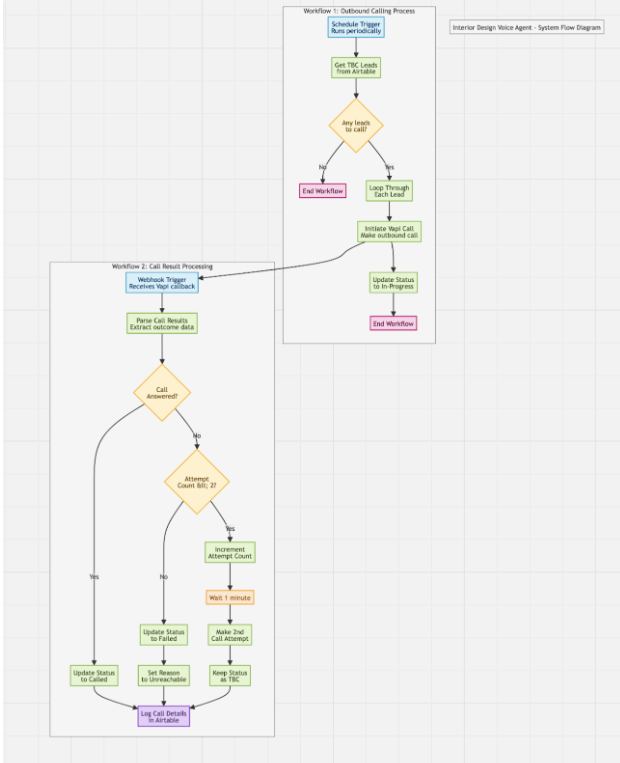 Workflow 1: Outbound Calling Process
Interior Design Voice Agent - System Flow Diagram
Schedule Trigger
Runs periodically
Get TBC Leads
from Airtable
Any leads
to call?
No
Yes
End Workflow
Loop Through
Each Lead
Initiate Vapi Call
Make outbound call
Update Status
to In-Progress
End Workflow
Workflow 2: Call Result Processing
Webhook Trigger
Receives Vapi callback
Parse Call Results
Extract outcome data
Call
Answered?
No
Attempt
Count &lt; 2?
Yes
Increment
Attempt Count
Yes
No
Wait 1 minute
Update Status
to Failed
Make 2nd
Call Attempt
Update Status
to Called
Set Reason
to Unreachable
Keep Status
as TBC
Log Call Details
in Airtable